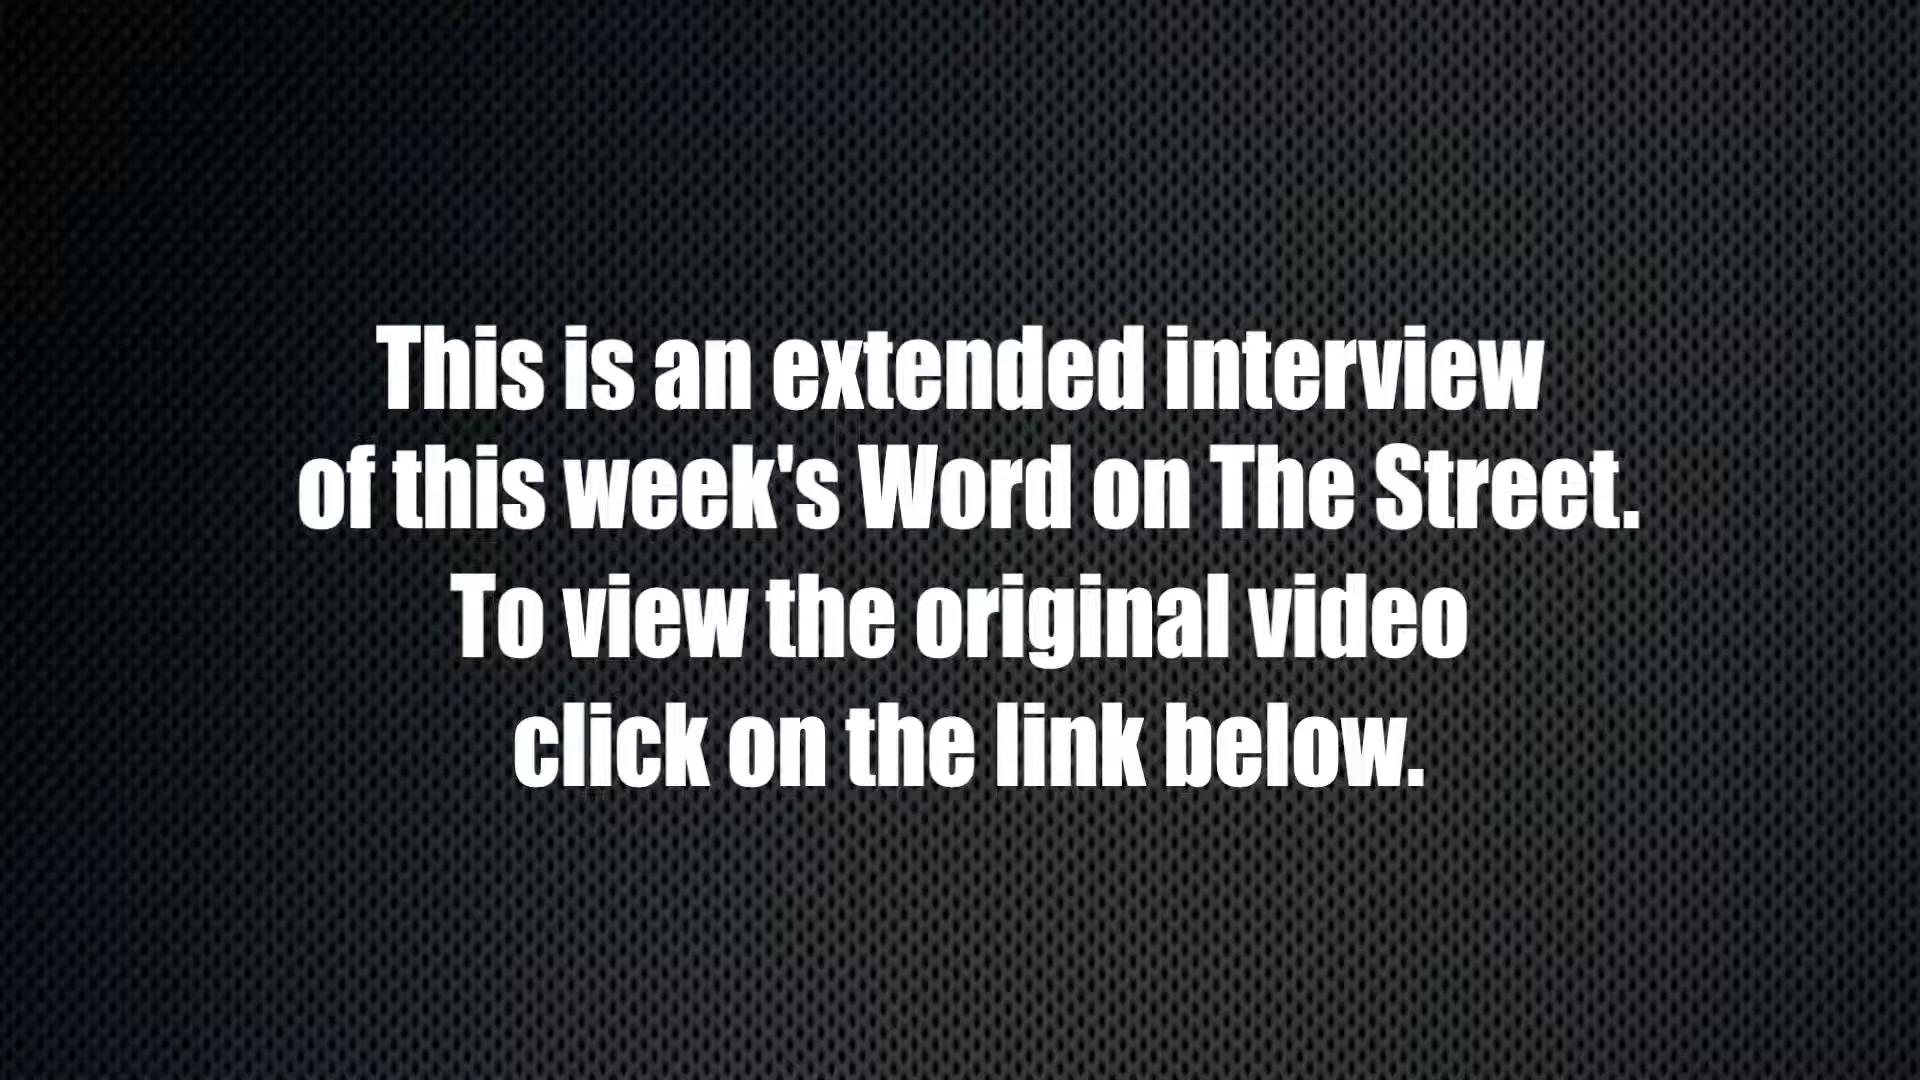 This is an extended interview
of this week's Word on The Street.
To view the original video
click on the link below.